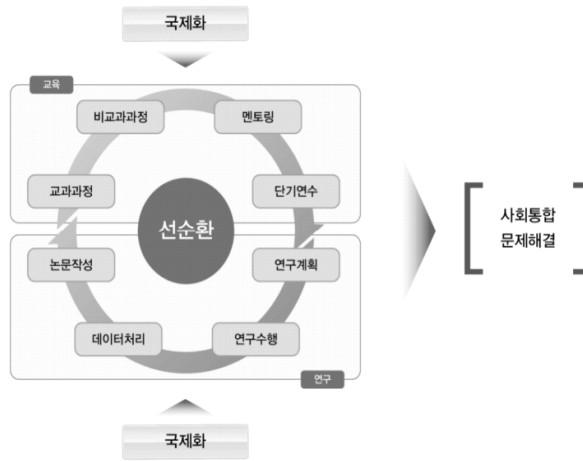 국제화
교육
비교과과정
멘토링
교과과정
단기연수
선순환
논문작성
연구계획
데이터처리
연구수행
연구
국제화
사회통합
문제해결